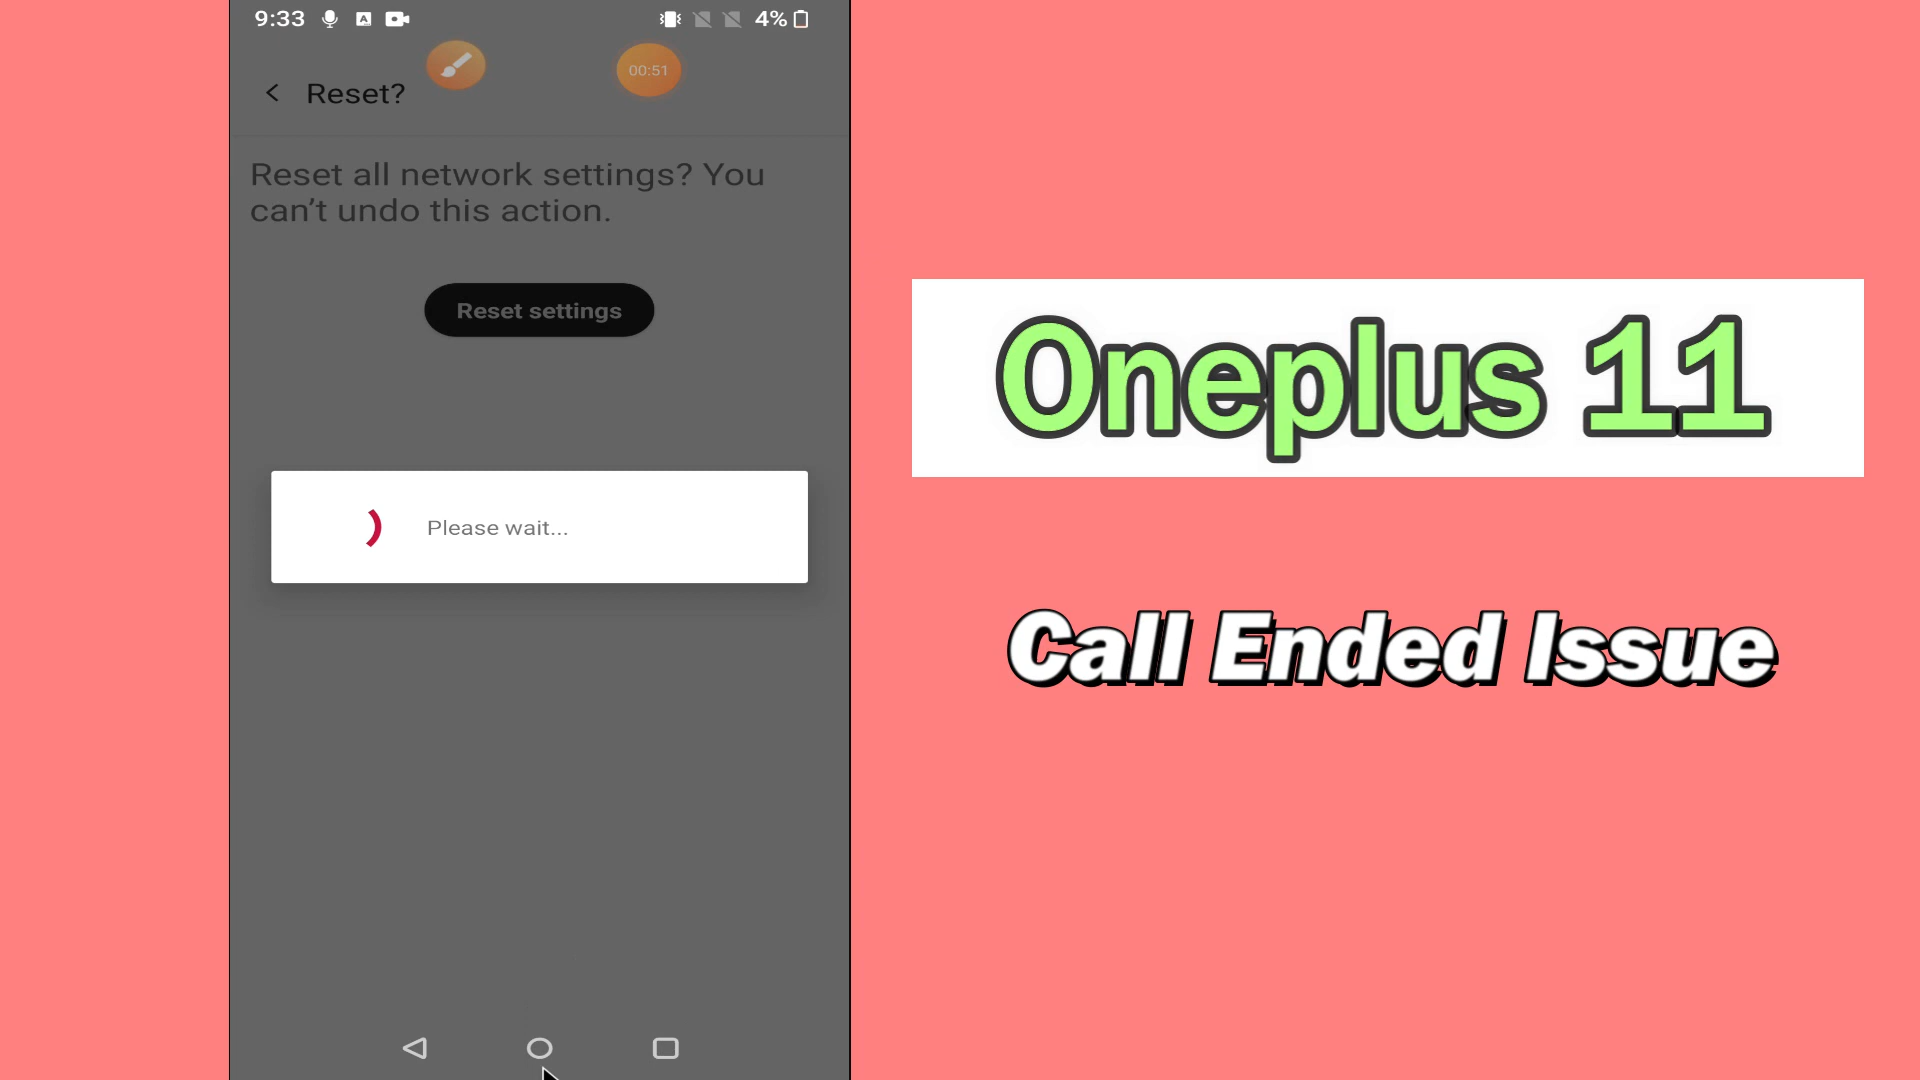 9:33
A
4%
00:51
Reset?
Reset all network settings? You
can't undo this action.
Reset settings
Please wait...
Oneplus 11
Call Ended Issue